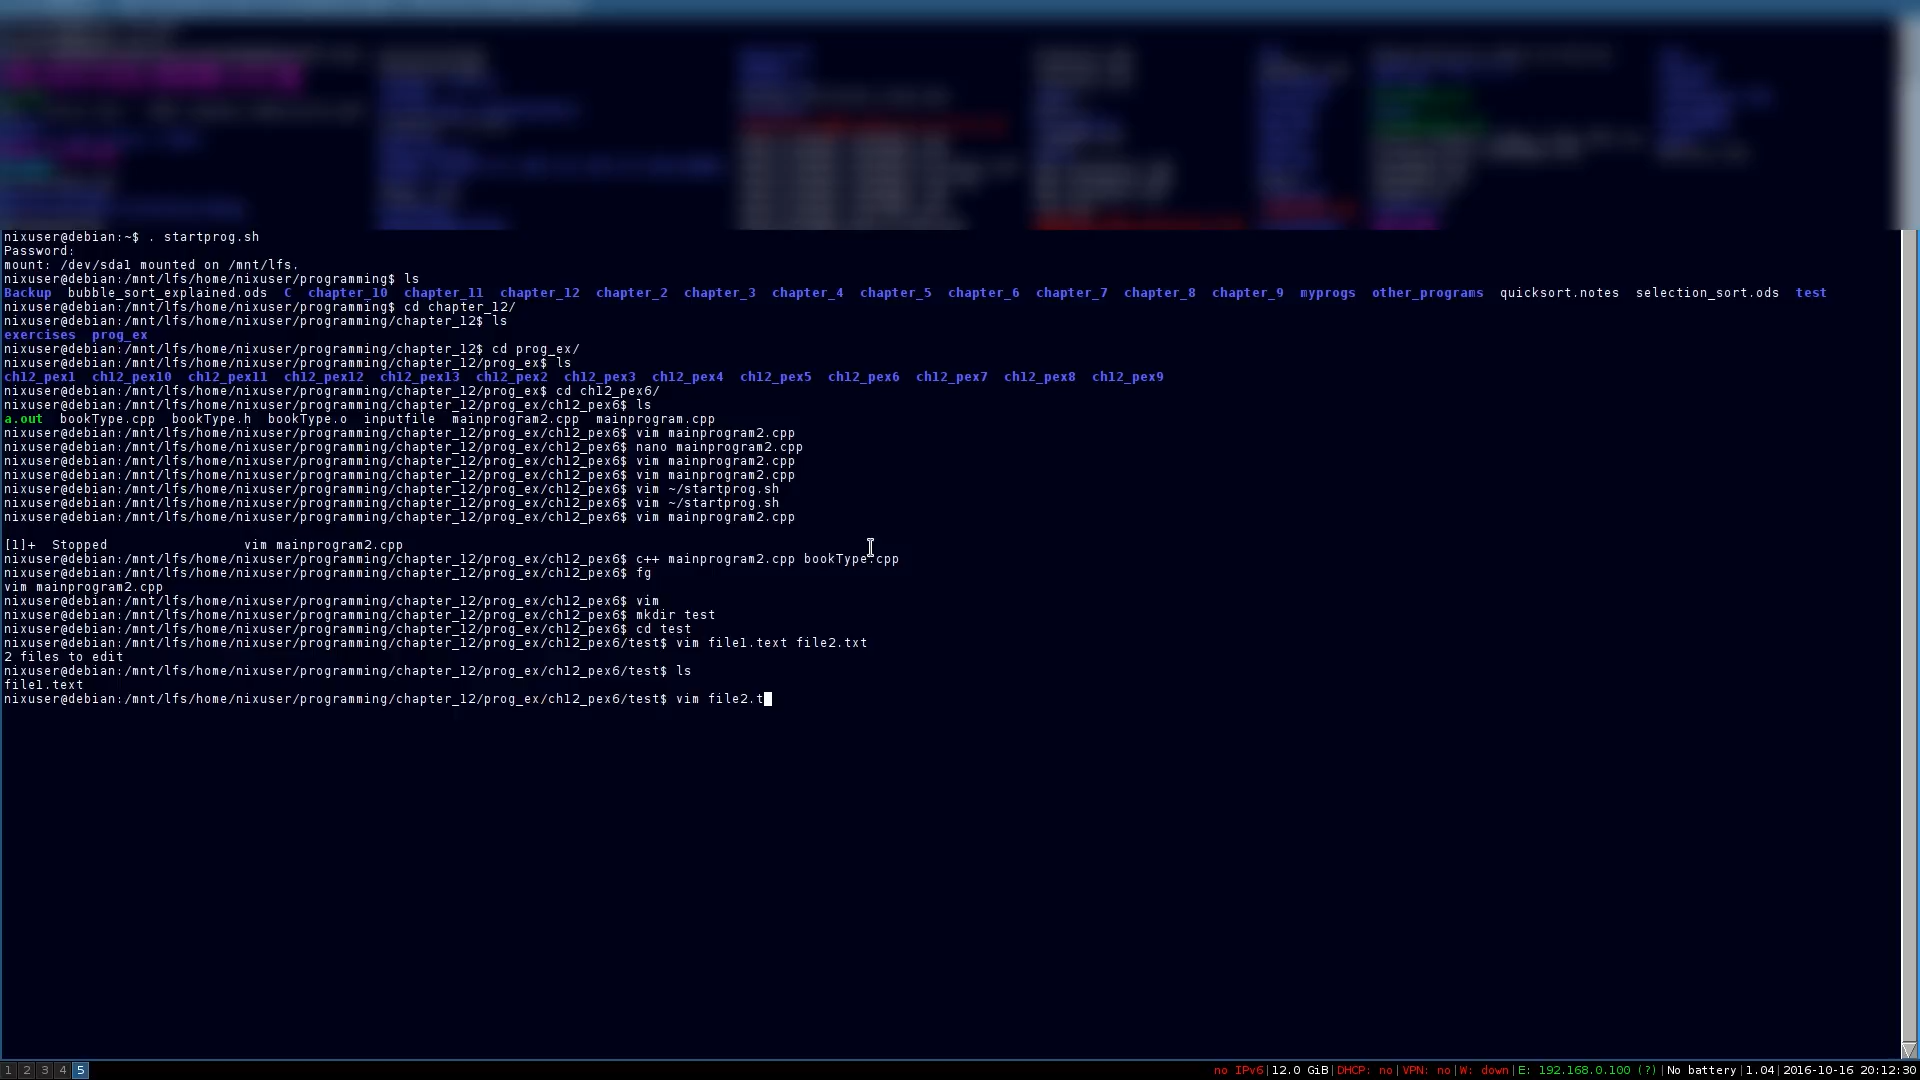 nixuser@debian:~$ . startprog.sh
Password:
mount: /dev/sda1 mounted on /mnt/lfs.
nixuser@debian:/mnt/lfs/home/nixuser/programming$ ls
Backup  bubble_sort_explained.ods  C  chapter_10  chapter_11  chapter_12  chapter_2  chapter_3  chapter_4  chapter_5  chapter_6  chapter_7  chapter_8  chapter_9  myprogs  other_programs  quicksort.notes  selection_sort.ods  test
nixuser@debian:/mnt/lfs/home/nixuser/programming$ cd chapter_12/
nixuser@debian:/mnt/lfs/home/nixuser/programming/chapter_12$ ls
exercises  prog_ex
nixuser@debian:/mnt/lfs/home/nixuser/programming/chapter_12$ cd prog_ex/
nixuser@debian:/mnt/lfs/home/nixuser/programming/chapter_12/prog_ex$ ls
ch12_pex1  ch12_pex10  ch12_pex11  ch12_pex12  ch12_pex13  ch12_pex2  ch12_pex3  ch12_pex4  ch12_pex5  ch12_pex6  ch12_pex7  ch12_pex8  ch12_pex9
nixuser@debian:/mnt/lfs/home/nixuser/programming/chapter_12/prog_ex$ cd ch12_pex6/
nixuser@debian:/mnt/lfs/home/nixuser/programming/chapter_12/prog_ex/ch12_pex6$ ls
a.out  bookType.cpp  bookType.h  bookType.o  inputfile  mainprogram2.cpp  mainprogram.cpp
nixuser@debian:/mnt/lfs/home/nixuser/programming/chapter_12/prog_ex/ch12_pex6$ vim mainprogram2.cpp
nixuser@debian:/mnt/lfs/home/nixuser/programming/chapter_12/prog_ex/ch12_pex6$ nano mainprogram2.cpp
nixuser@debian:/mnt/lfs/home/nixuser/programming/chapter_12/prog_ex/ch12_pex6$ vim mainprogram2.cpp
nixuser@debian:/mnt/lfs/home/nixuser/programming/chapter_12/prog_ex/ch12_pex6$ vim mainprogram2.cpp
nixuser@debian:/mnt/lfs/home/nixuser/programming/chapter_12/prog_ex/ch12_pex6$ vim ~/startprog.sh
nixuser@debian:/mnt/lfs/home/nixuser/programming/chapter_12/prog_ex/ch12_pex6$ vim ~/startprog.sh
nixuser@debian:/mnt/lfs/home/nixuser/programming/chapter_12/prog_ex/ch12_pex6$ vim mainprogram2.cpp
[1]+  Stopped                 vim mainprogram2.cpp
nixuser@debian:/mnt/lfs/home/nixuser/programming/chapter_12/prog_ex/ch12_pex6$ c++ mainprogram2.cpp bookType.cpp
nixuser@debian:/mnt/lfs/home/nixuser/programming/chapter_12/prog_ex/ch12_pex6$ fg
vim mainprogram2.cpp
nixuser@debian:/mnt/lfs/home/nixuser/programming/chapter_12/prog_ex/ch12_pex6$ vim
nixuser@debian:/mnt/lfs/home/nixuser/programming/chapter_12/prog_ex/ch12_pex6$ mkdir test
nixuser@debian:/mnt/lfs/home/nixuser/programming/chapter_12/prog_ex/ch12_pex6$ cd test
nixuser@debian:/mnt/lfs/home/nixuser/programming/chapter_12/prog_ex/ch12_pex6/test$ vim file1.text file2.txt
2 files to edit
nixuser@debian:/mnt/lfs/home/nixuser/programming/chapter_12/prog_ex/ch12_pex6/test$ ls
file1.text
nixuser@debian:/mnt/lfs/home/nixuser/programming/chapter_12/prog_ex/ch12_pex6/test$ vim file2.t
1 2 3 4 5 no IPv6|12.0 GiB|DHCP: no|VPN: no|W: down|E: 192.168.0.100 (?)|No battery|1.04|2016-10-16 20:12:30